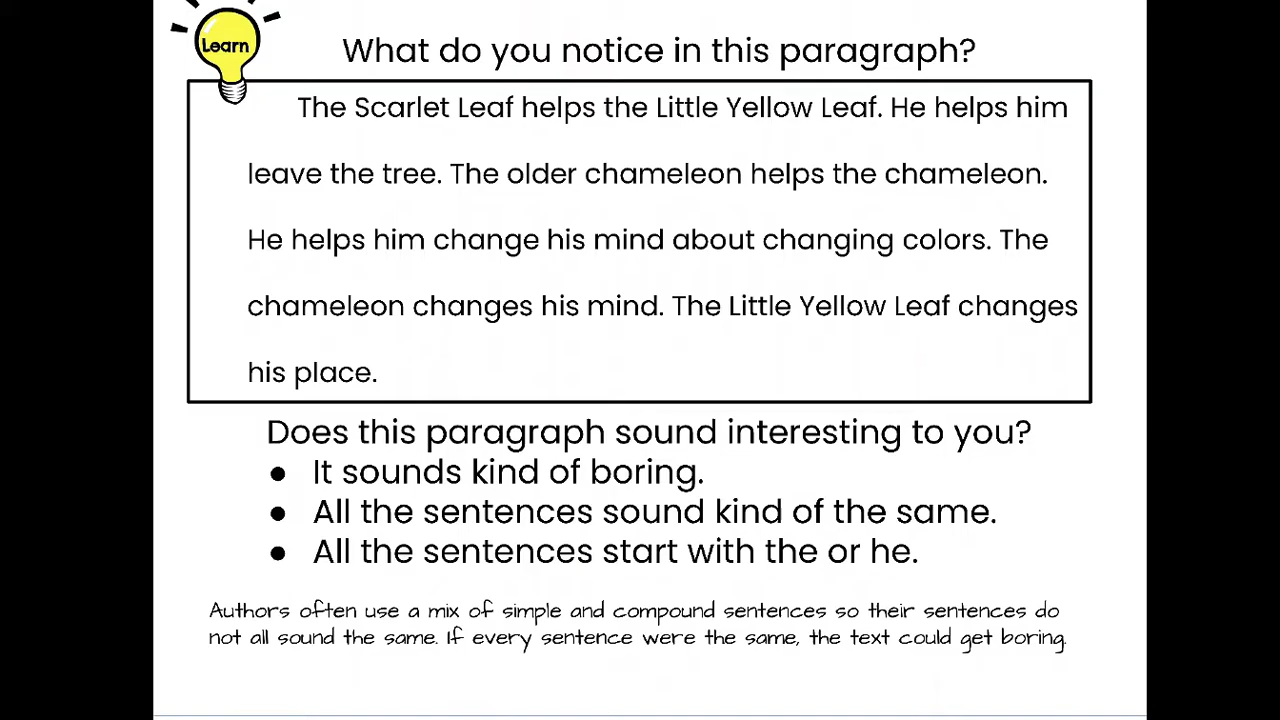 Learn
What do you notice in this paragraph?
The Scarlet Leaf helps the Little Yellow Leaf. He helps him
leave the tree. The older chameleon helps the chameleon.
He helps him change his mind about changing colors. The
chameleon changes his mind. The Little Yellow Leaf changes
his place.
Does this paragraph sound interesting to you?
● It sounds kind of boring.
● All the sentences sound kind of the same.
● All the sentences start with the or he.
Authors often use a mix of simple and compound sentences so their sentences do
not all sound the same. If every sentence were the same, the text could get boring.